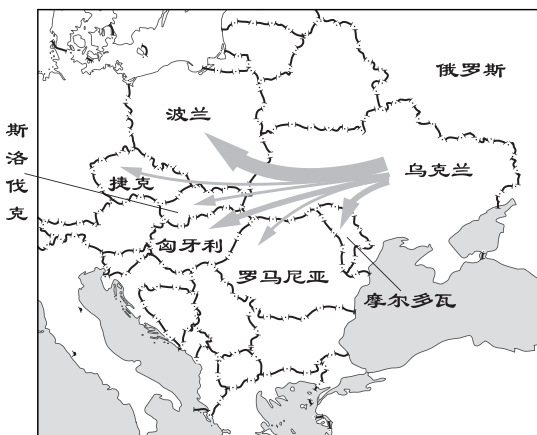 俄罗斯
波兰
斯洛伐克
捷克
乌克兰
匈牙利
罗马尼亚
摩尔多瓦